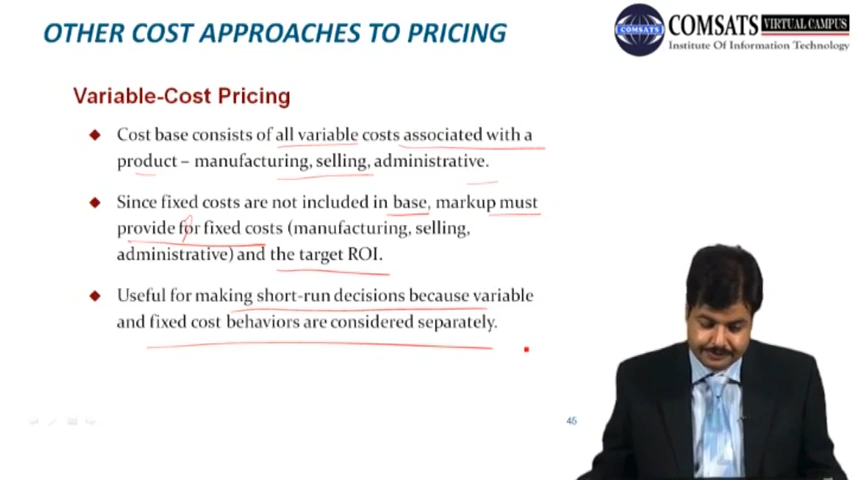 OTHER COST APPROACHES TO PRICING
COMSATS
COMSATS VIRTUAL CAMPUS
Institute Of Information Technology
Variable-Cost Pricing
Cost base consists of all variable costs associated with a
product – manufacturing, selling, administrative.
Since fixed costs are not included in base, markup must
provide for fixed costs (manufacturing, selling,
administrative) and the target ROI.
Useful for making short-run decisions because variable
and fixed cost behaviors are considered separately.
46